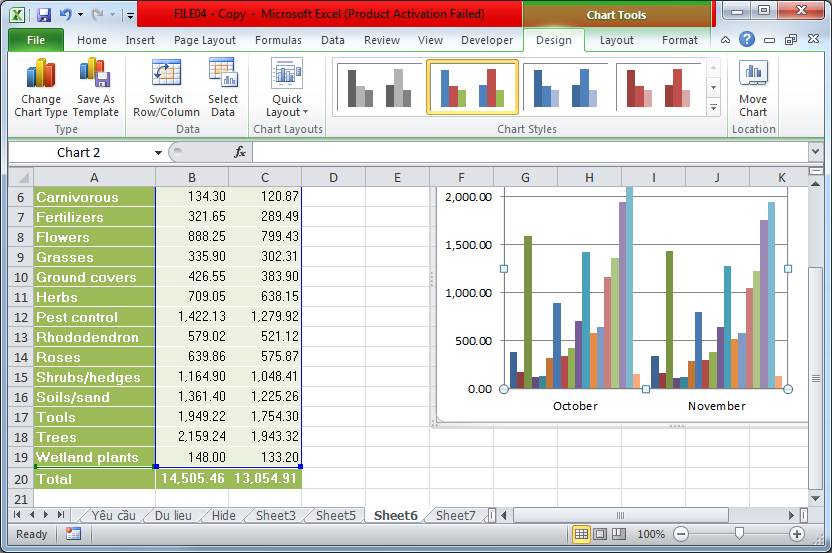 FILE04 - Copy - Microsoft Excel (Product Activation Failed)
Chart Tools
File Home Insert Page Layout Formulas Data Review View Developer Design Layout Format
Change Chart Type
Save As Template
Switch Row/Column
Select Data
Quick Layout
Move Chart
Type Data Chart Layouts Chart Styles Location
Chart 2 fx
A B C D E F G H I J K
6 Carnivorous 134.30 120.87
7 Fertilizers 321.65 289.49
8 Flowers 888.25 799.43
9 Grasses 335.90 302.31
10 Ground covers 426.55 383.90
11 Herbs 709.05 638.15
12 Pest control 1,422.13 1,279.92
13 Rhododendron 579.02 521.12
14 Roses 639.86 575.87
15 Shrubs/hedges 1,164.90 1,048.41
16 Soils/sand 1,361.40 1,225.26
17 Tools 1,949.22 1,754.30
18 Trees 2,159.24 1,943.32
19 Wetland plants 148.00 133.20
20 Total 14,505.46 13,054.91
21
2,000.00
1,500.00
1,000.00
500.00
0.00
October November
Yêu cầu Du lieu Hide Sheet3 Sheet5 Sheet6 Sheet7
Ready 100%